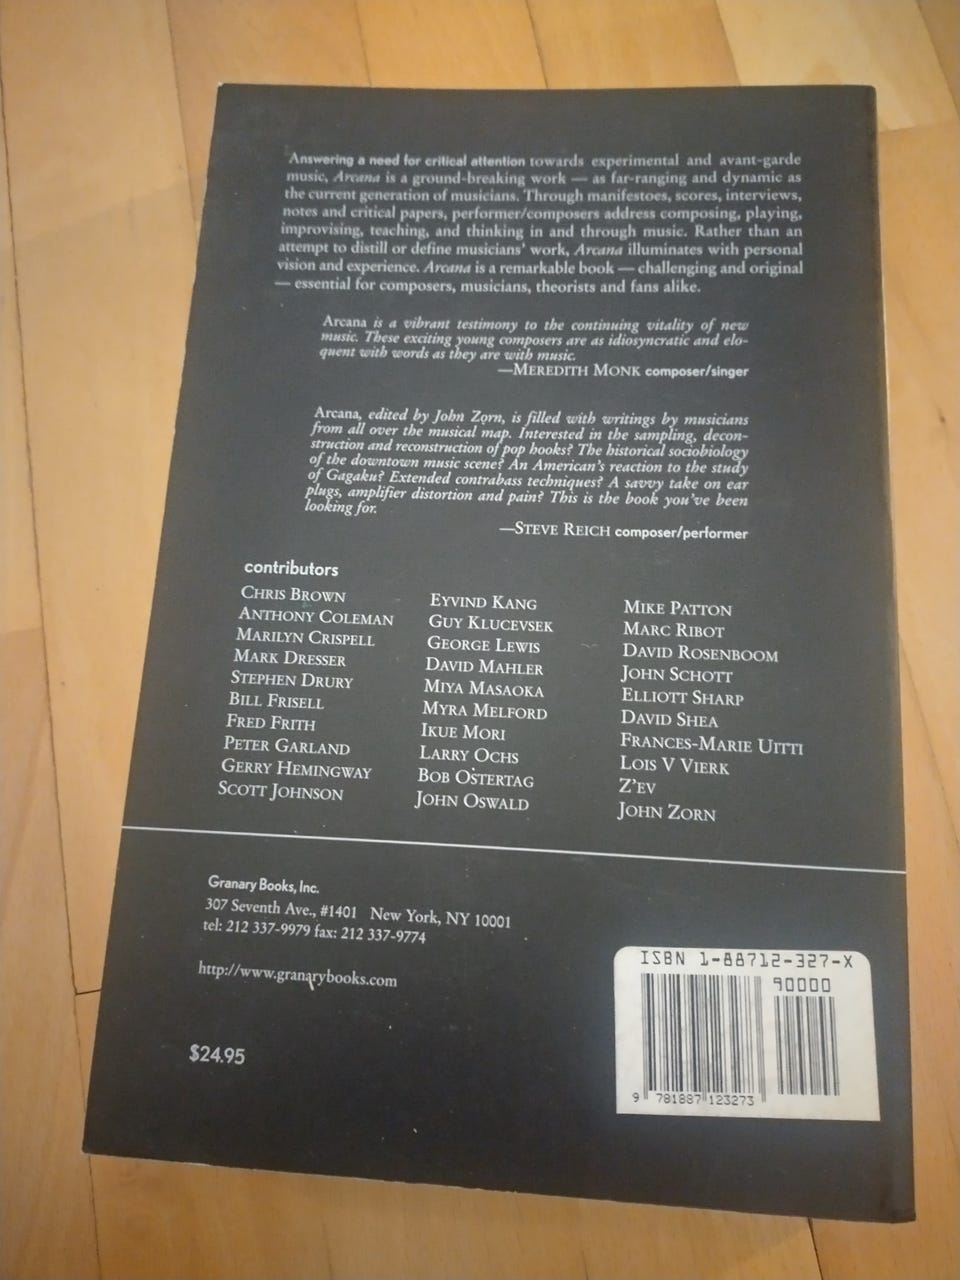 Answering a need for critical attention towards experimental and avant-garde
music, Arcana is a ground-breaking work — as far-ranging and dynamic as
the current generation of musicians. Through manifestoes, scores, interviews,
notes and critical papers, performer/composers address composing, playing,
improvising, teaching, and thinking in and through music. Rather than an
attempt to distill or define musicians' work, Arcana illuminates with personal
vision and experience. Arcana is a remarkable book — challenging and original
— essential for composers, musicians, theorists and fans alike.
Arcana is a vibrant testimony to the continuing vitality of new
music. These exciting young composers are as idiosyncratic and elo-
quent with words as they are with music.
—MEREDITH MONK composer/singer
Arcana, edited by John Zorn, is filled with writings by musicians
from all over the musical map. Interested in the sampling, decon-
struction and reconstruction of pop hooks? The historical sociobiology
of the downtown music scene? An American's reaction to the study
of Gagaku? Extended contrabass techniques? A savvy take on ear
plugs, amplifier distortion and pain? This is the book you've been
looking for.
—STEVE REICH composer/performer
contributors
CHRIS BROWN
ANTHONY COLEMAN
MARILYN CRISPELL
MARK DRESSER
STEPHEN DRURY
BILL FRISELL
FRED FRITH
PETER GARLAND
GERRY HEMINGWAY
SCOTT JOHNSON
EYVIND KANG
GUY KLUCEVSEK
GEORGE LEWIS
DAVID MAHLER
MIYA MASAOKA
MYRA MELFORD
IKUE MORI
LARRY OCHS
BOB OSTERTAG
JOHN OSWALD
MIKE PATTON
MARC RIBOT
DAVID ROSENBOOM
JOHN SCHOTT
ELLIOTT SHARP
DAVID SHEA
FRANCES-MARIE UITTI
LOIS V VIERK
Z'EV
JOHN ZORN
Granary Books, Inc.
307 Seventh Ave., #1401 New York, NY 10001
tel: 212 337-9979 fax: 212 337-9774
http://www.granarybooks.com
$24.95
ISBN 1-88712-327-X
90000
9 781887 123273